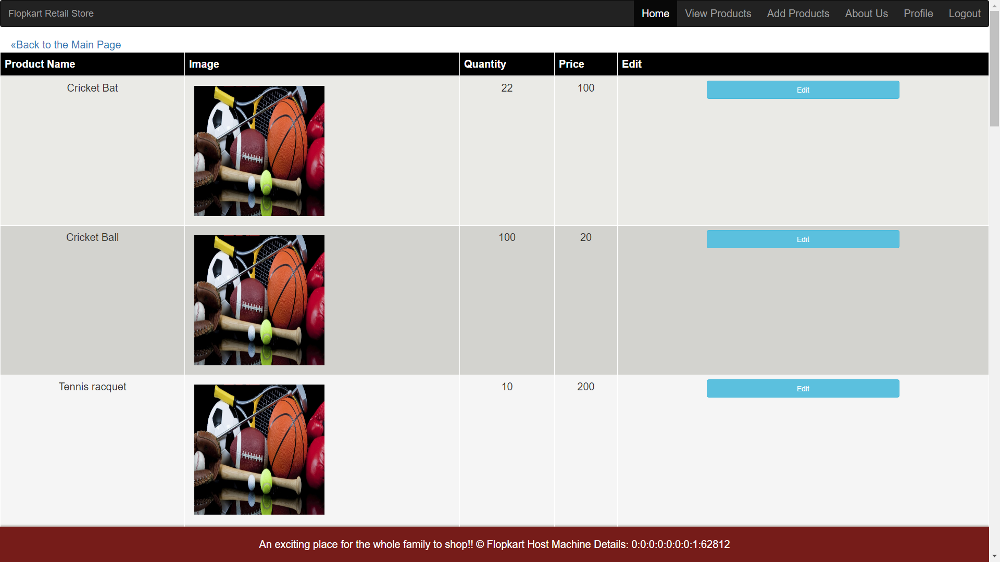 Flopkart Retail Store Home View Products Add Products About Us Profile Logout
«Back to the Main Page
Product Name Image Quantity Price Edit
Cricket Bat 22 100 Edit
Cricket Ball 100 20 Edit
Tennis racquet 10 200 Edit
An exciting place for the whole family to shop!! © Flopkart Host Machine Details: 0:0:0:0:0:0:0:1:62812